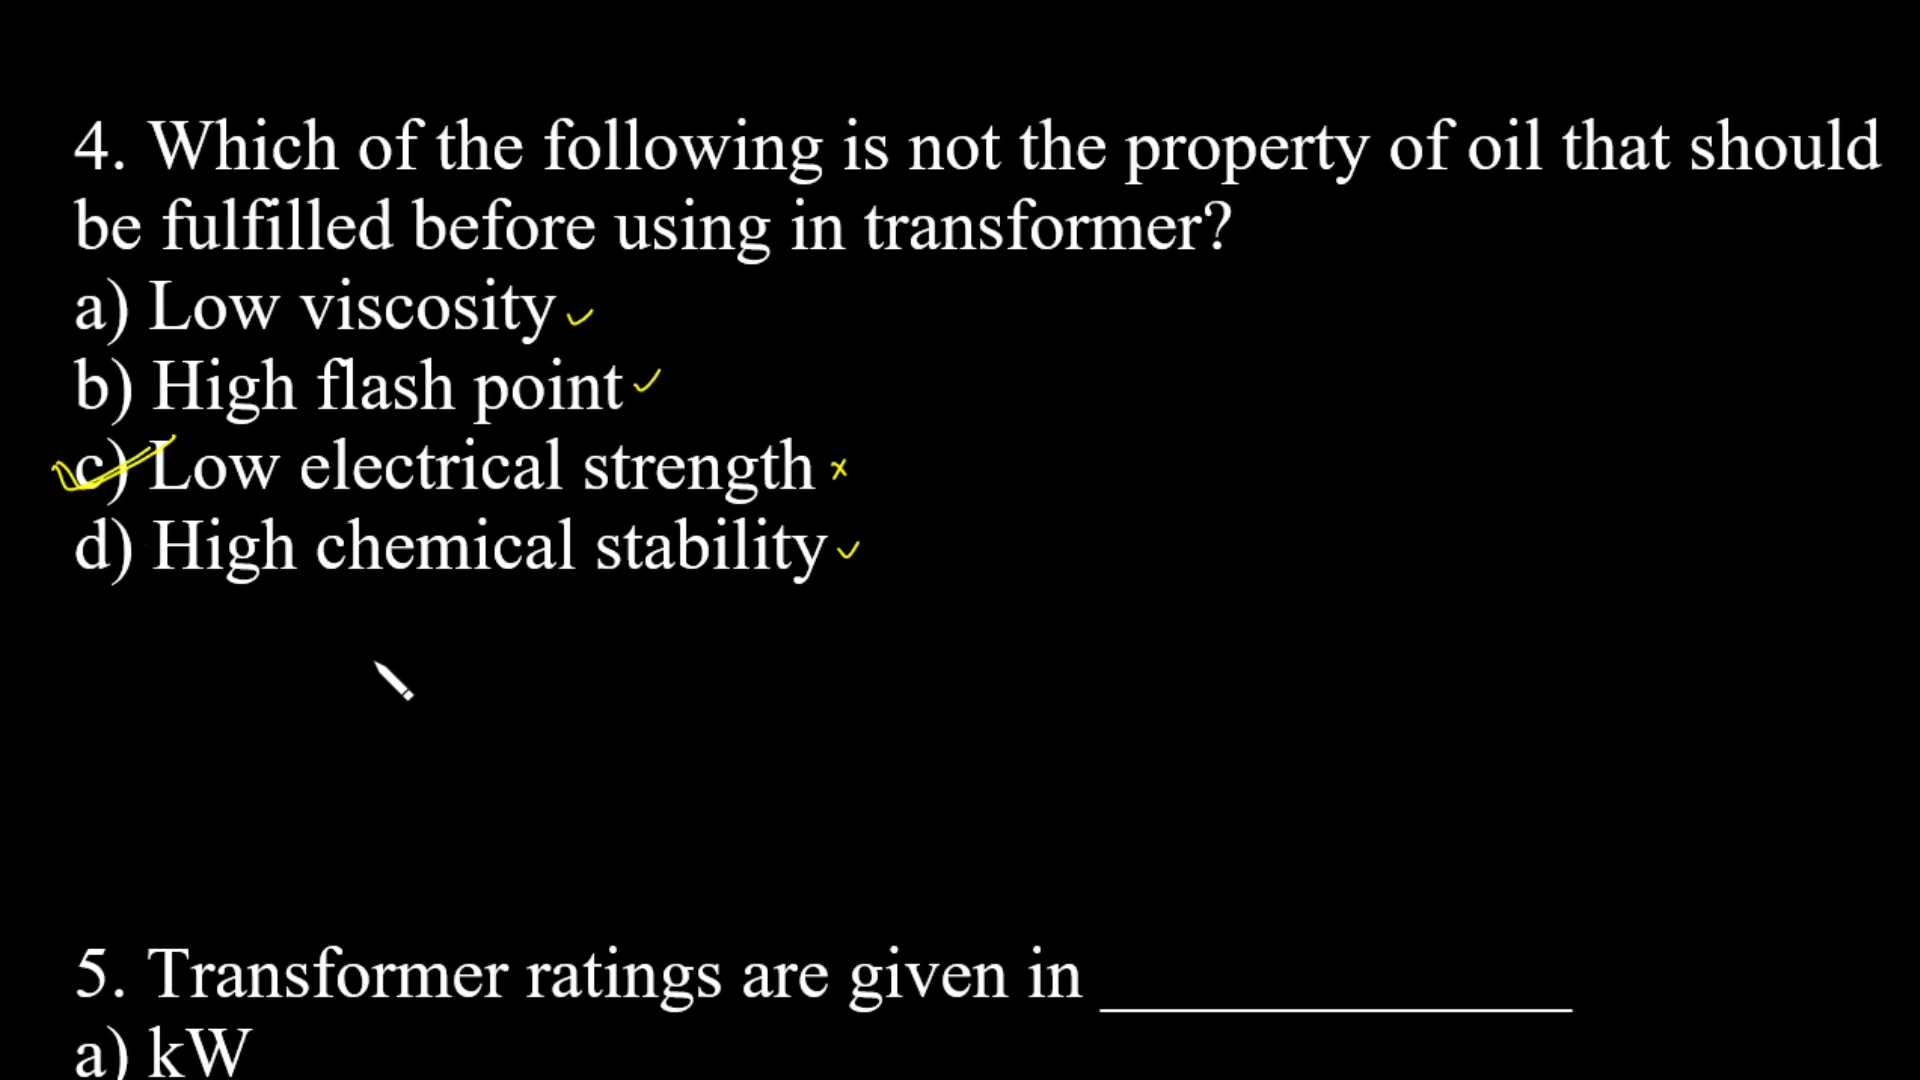 4. Which of the following is not the property of oil that should
be fulfilled before using in transformer?
a) Low viscosity
b) High flash point
c) Low electrical strength
d) High chemical stability
5. Transformer ratings are given in ______________
a) kW